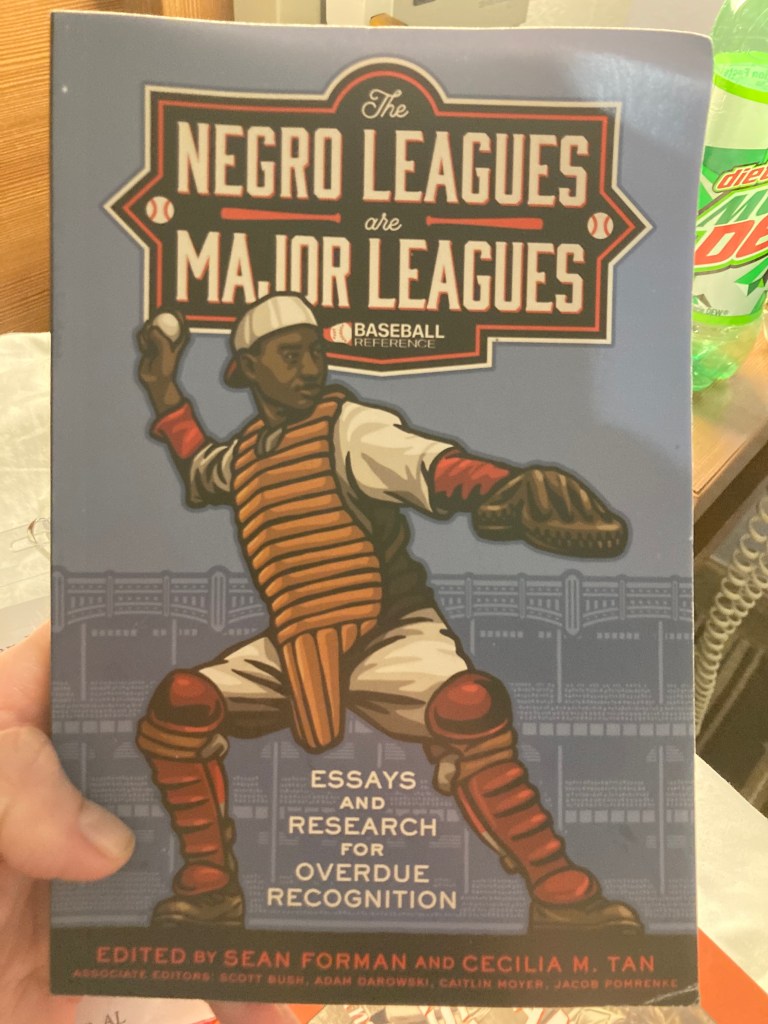 The
NEGRO LEAGUES
are
MAJOR LEAGUES
BASEBALL
REFERENCE
ESSAYS
AND
RESEARCH
FOR
OVERDUE
RECOGNITION
EDITED BY SEAN FORMAN AND CECILIA M. TAN
ASSOCIATE EDITORS: SCOTT BUSH, ADAM DAROWSKI, CAITLIN MOYER, JACOB POMRENKE
diet